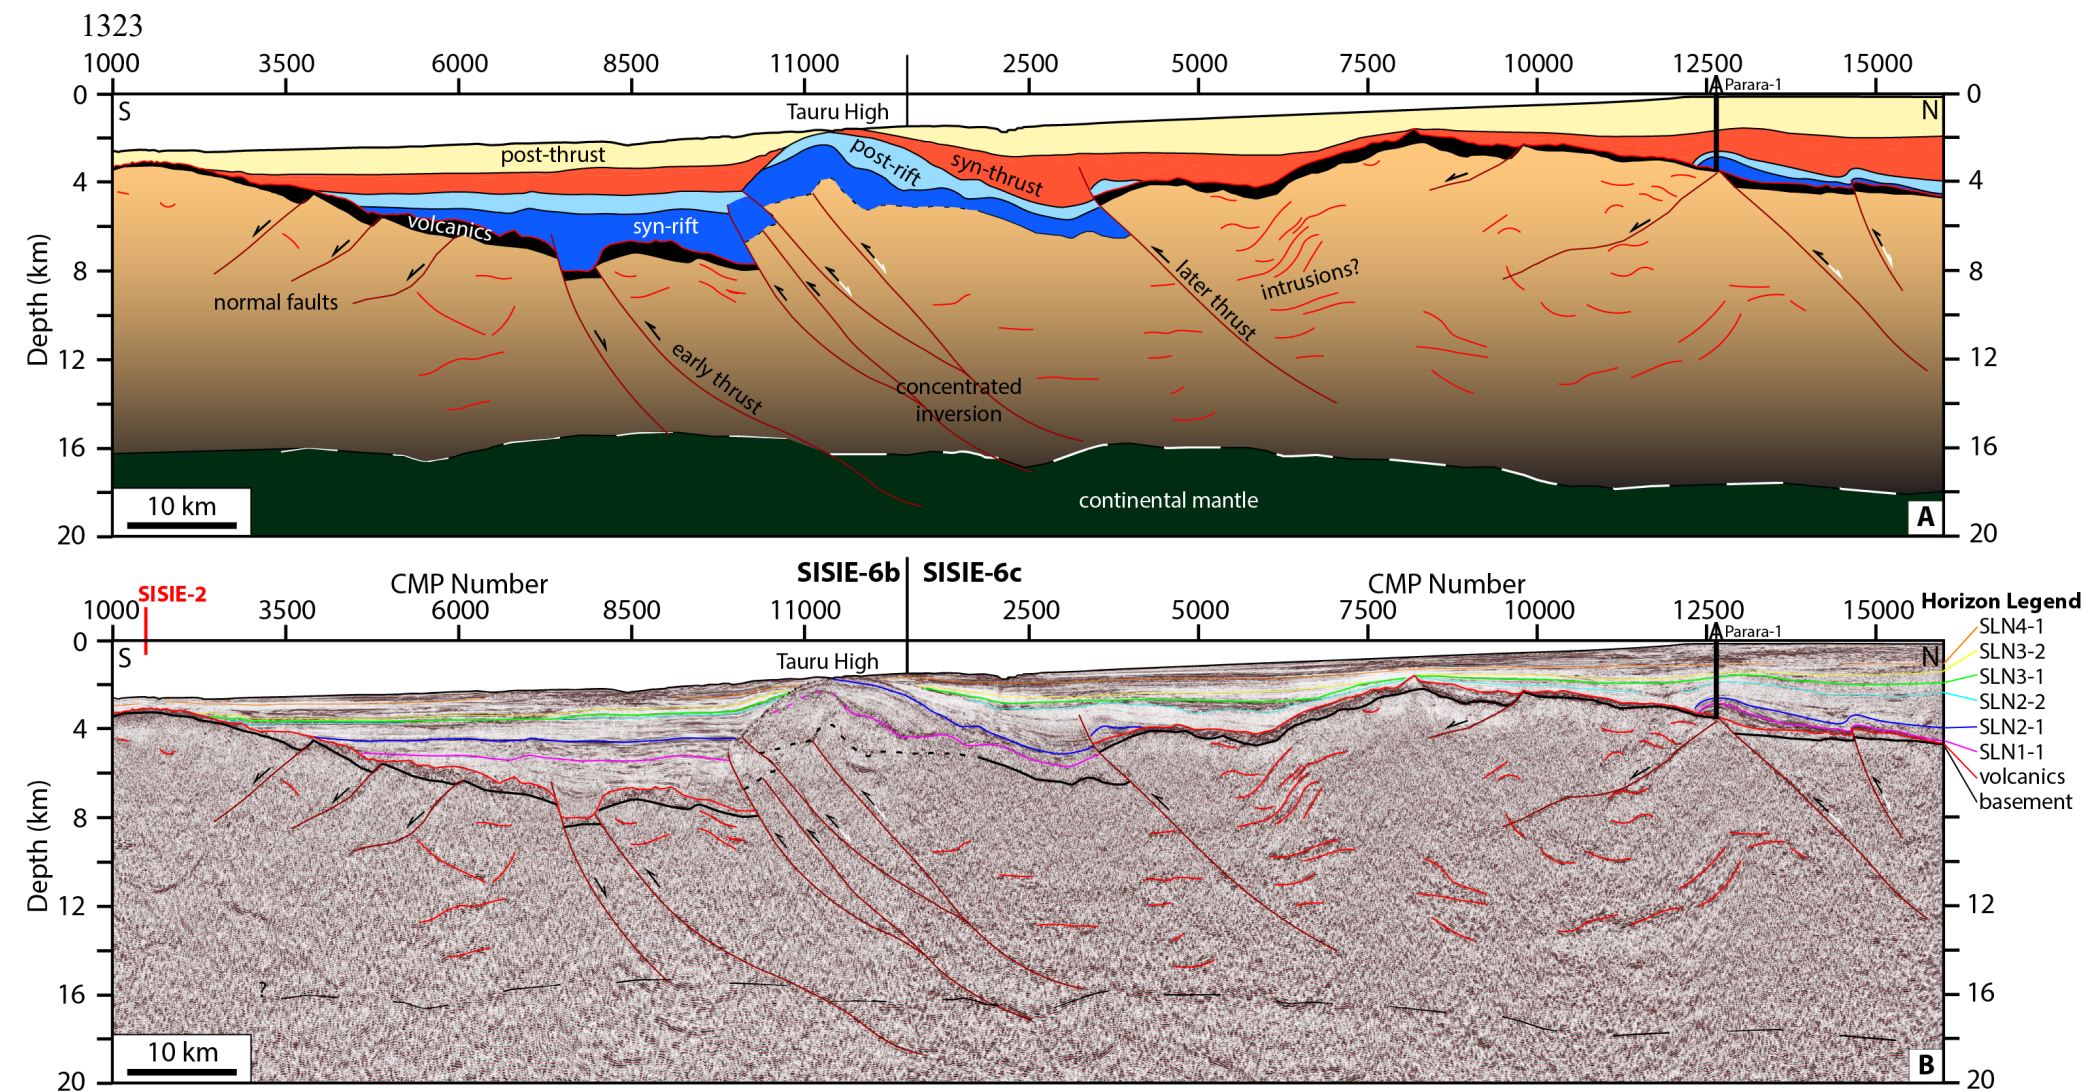 1323
1000 3500 6000 8500 11000 2500 5000 7500 10000 12500 15000
Parara-1
0 S Tauru High N 0
post-thrust post-rift syn-thrust
4 4
volcanics syn-rift
8 normal faults later thrust intrusions? 8
Depth (km)
12 early thrust concentrated 12
inversion
16 16
continental mantle
10 km A
20 20
SISIE-6b SISIE-6c
SISIE-2 CMP Number CMP Number
1000 3500 6000 8500 11000 2500 5000 7500 10000 12500 15000
Horizon Legend
SLN4-1
SLN3-2
SLN3-1
SLN2-2
SLN2-1
SLN1-1
volcanics
basement
Parara-1
0 S Tauru High N
4
Depth (km)
8
12 12
?
16 16
10 km B
20 20